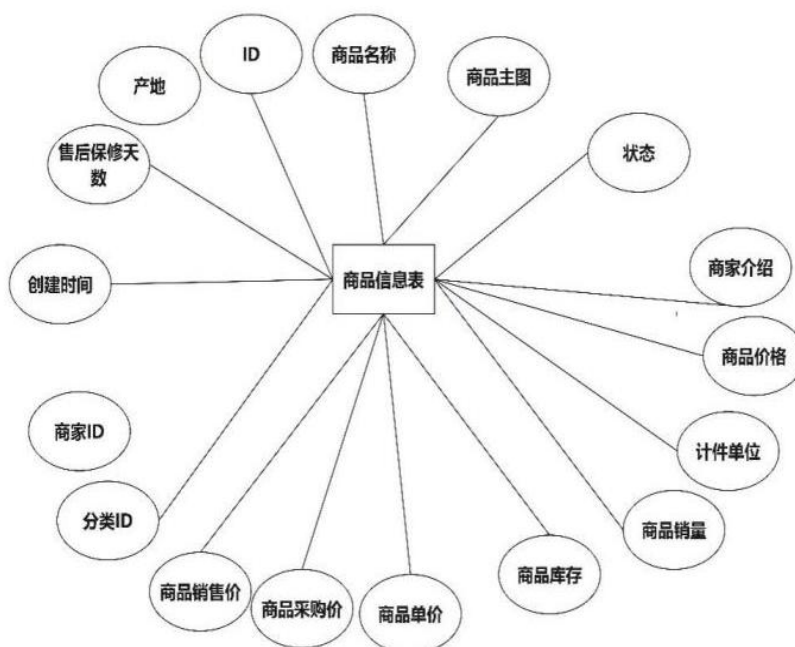 ID
商品名称
商品主图
产地
售后保修天
数
状态
创建时间
商品信息表
商家介绍
商品价格
商家ID
计件单位
分类ID
商品销量
商品销售价
商品采购价
商品单价
商品库存